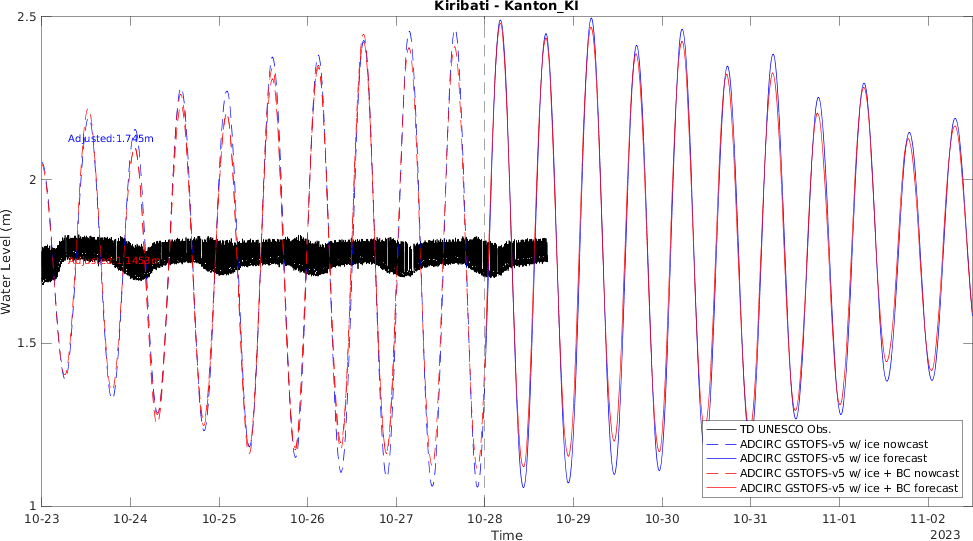 Kiribati - Kanton_KI
2.5
2
1.5
1
Water Level (m)
Adjusted:1.745m
TD UNESCO Obs.
ADCIRC GSTOFS-v5 w/ ice nowcast
ADCIRC GSTOFS-v5 w/ ice forecast
ADCIRC GSTOFS-v5 w/ ice + BC nowcast
ADCIRC GSTOFS-v5 w/ ice + BC forecast
10-23 10-24 10-25 10-26 10-27 10-28 10-29 10-30 10-31 11-01 11-02
2023
Time